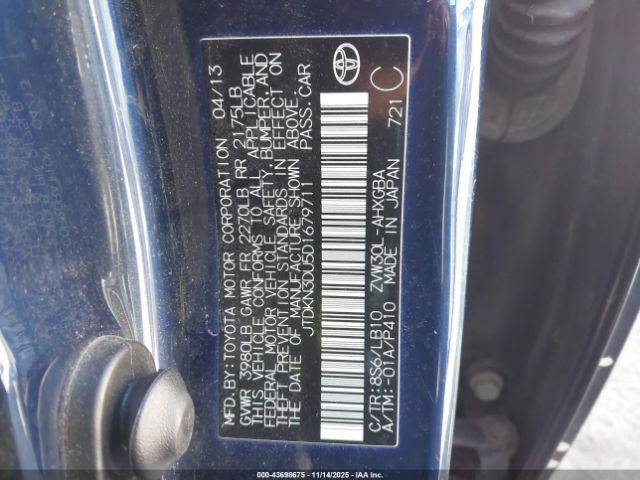 MFD. BY: TOYOTA MOTOR CORPORATION 04/13
GVWR 3980LB GAWR FR 2270LB RR 2175LB
THIS VEHICLE CONFORMS TO ALL APPLICABLE
FEDERAL MOTOR VEHICLE SAFETY, BUMPER, AND
THEFT PREVENTION STANDARDS IN EFFECT ON
THE DATE OF MANUFACTURE SHOWN ABOVE.
JTDKN3DU5D1679711 PASS. CAR
C/TR:8S6/LB10 ZVW30L-AHXGBA
A/TM:-01A/P410 MADE IN JAPAN 721
C
000-43698675 - 11/14/2025 - IAAI